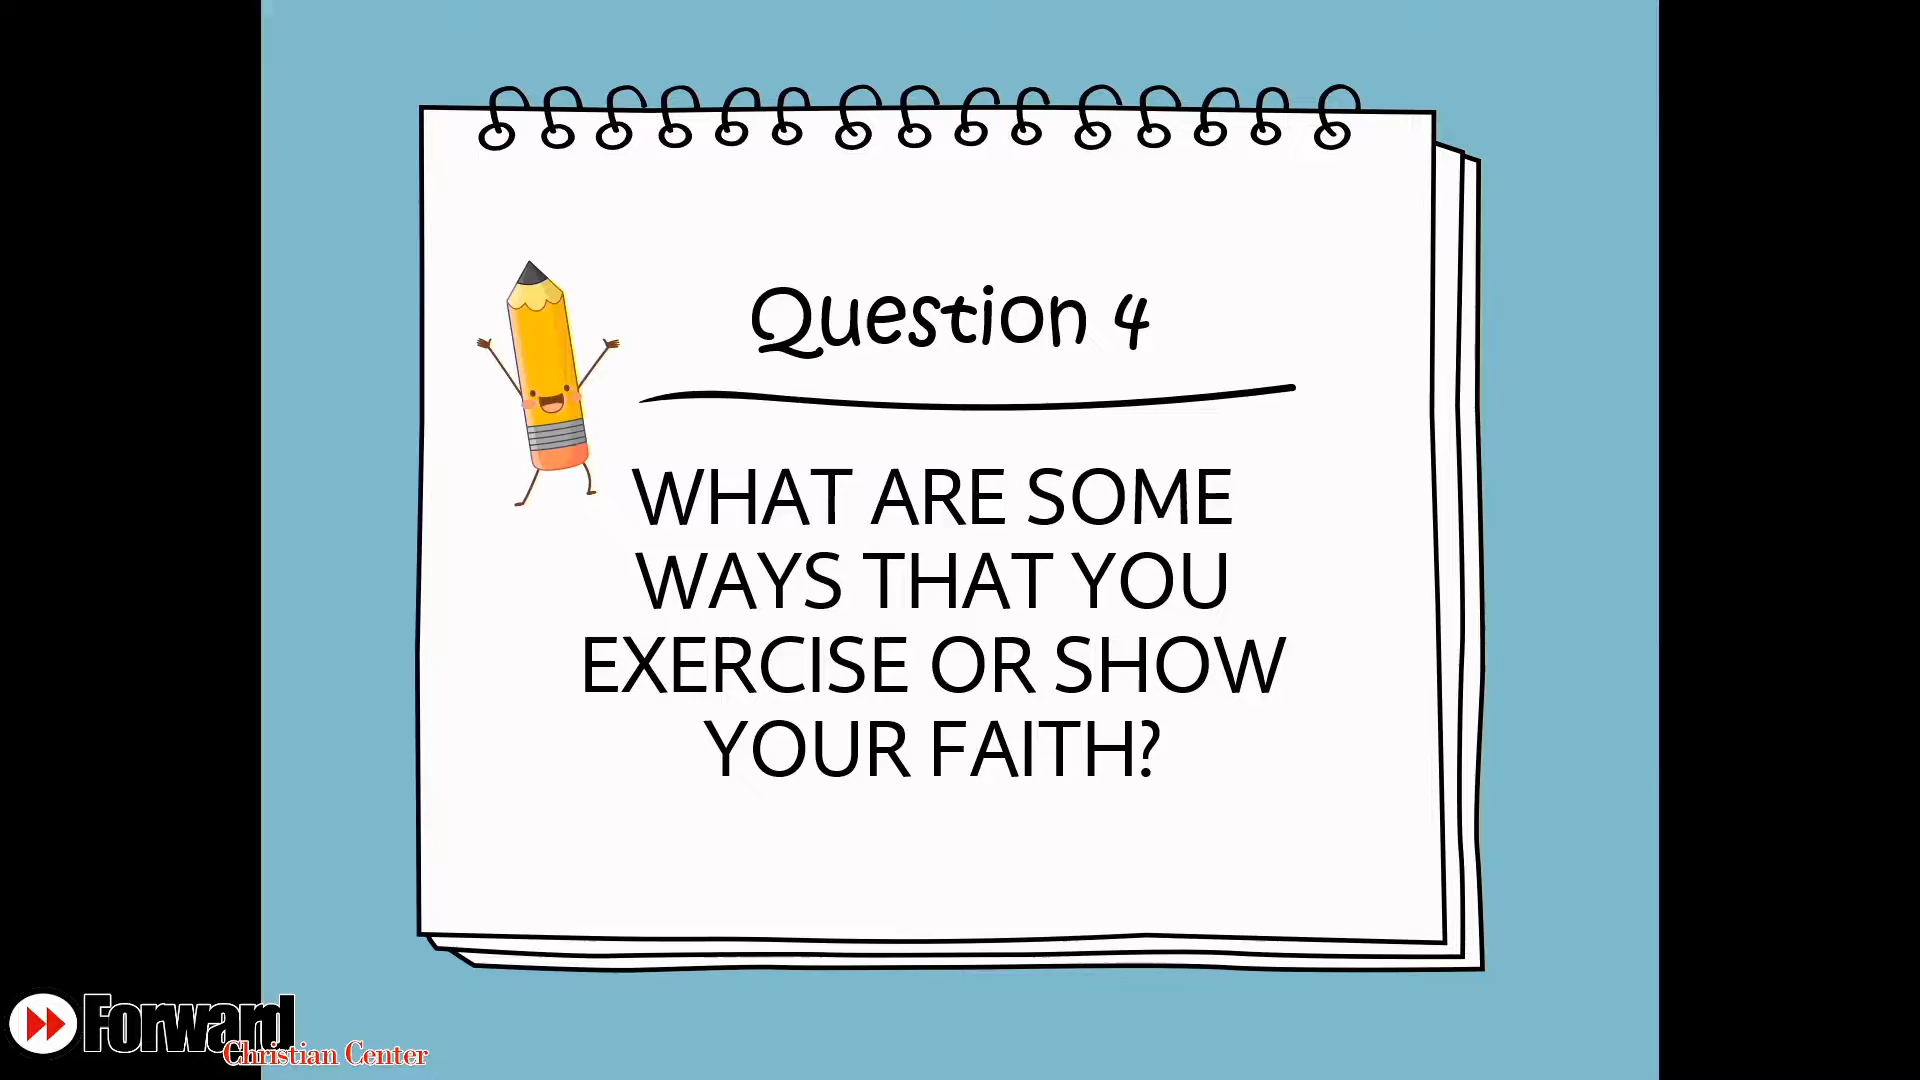 Question 4
WHAT ARE SOME
WAYS THAT YOU
EXERCISE OR SHOW
YOUR FAITH?
Forward
Christian Center